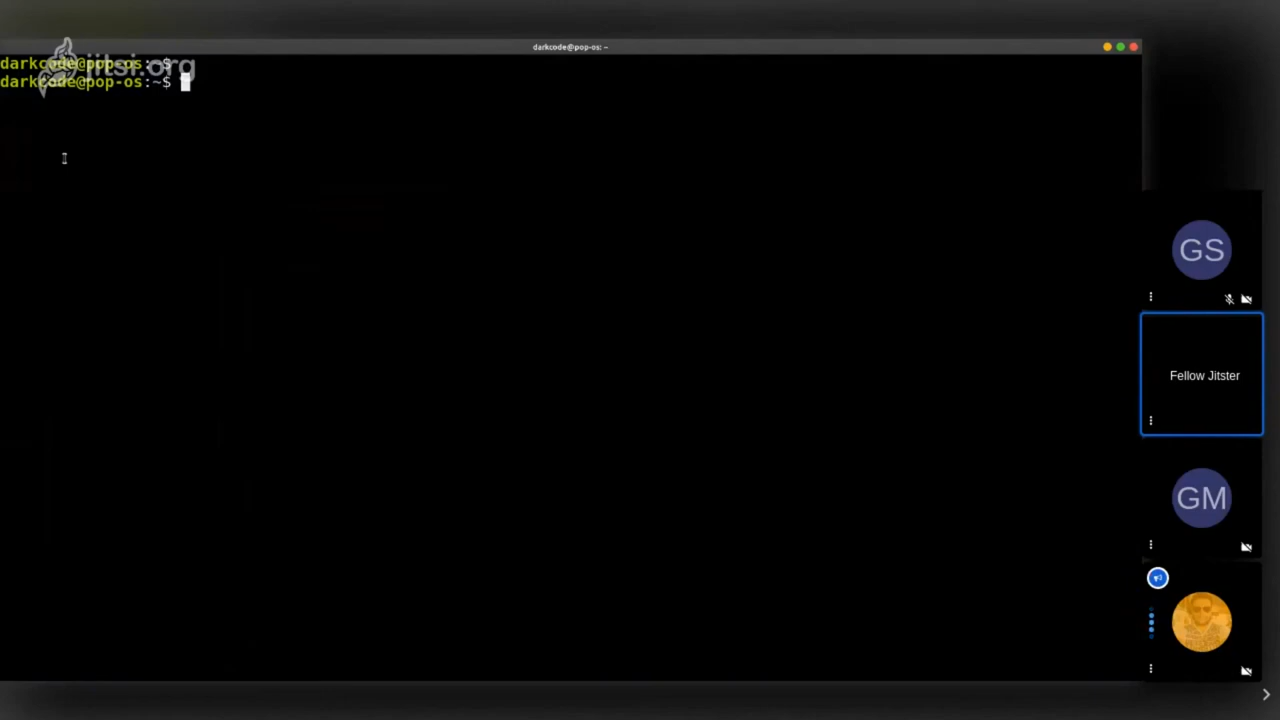 darkcode@pop-os: ~
jitsi.org
darkcode@pop-os:~$
darkcode@pop-os:~$
GS
Fellow Jitster
GM